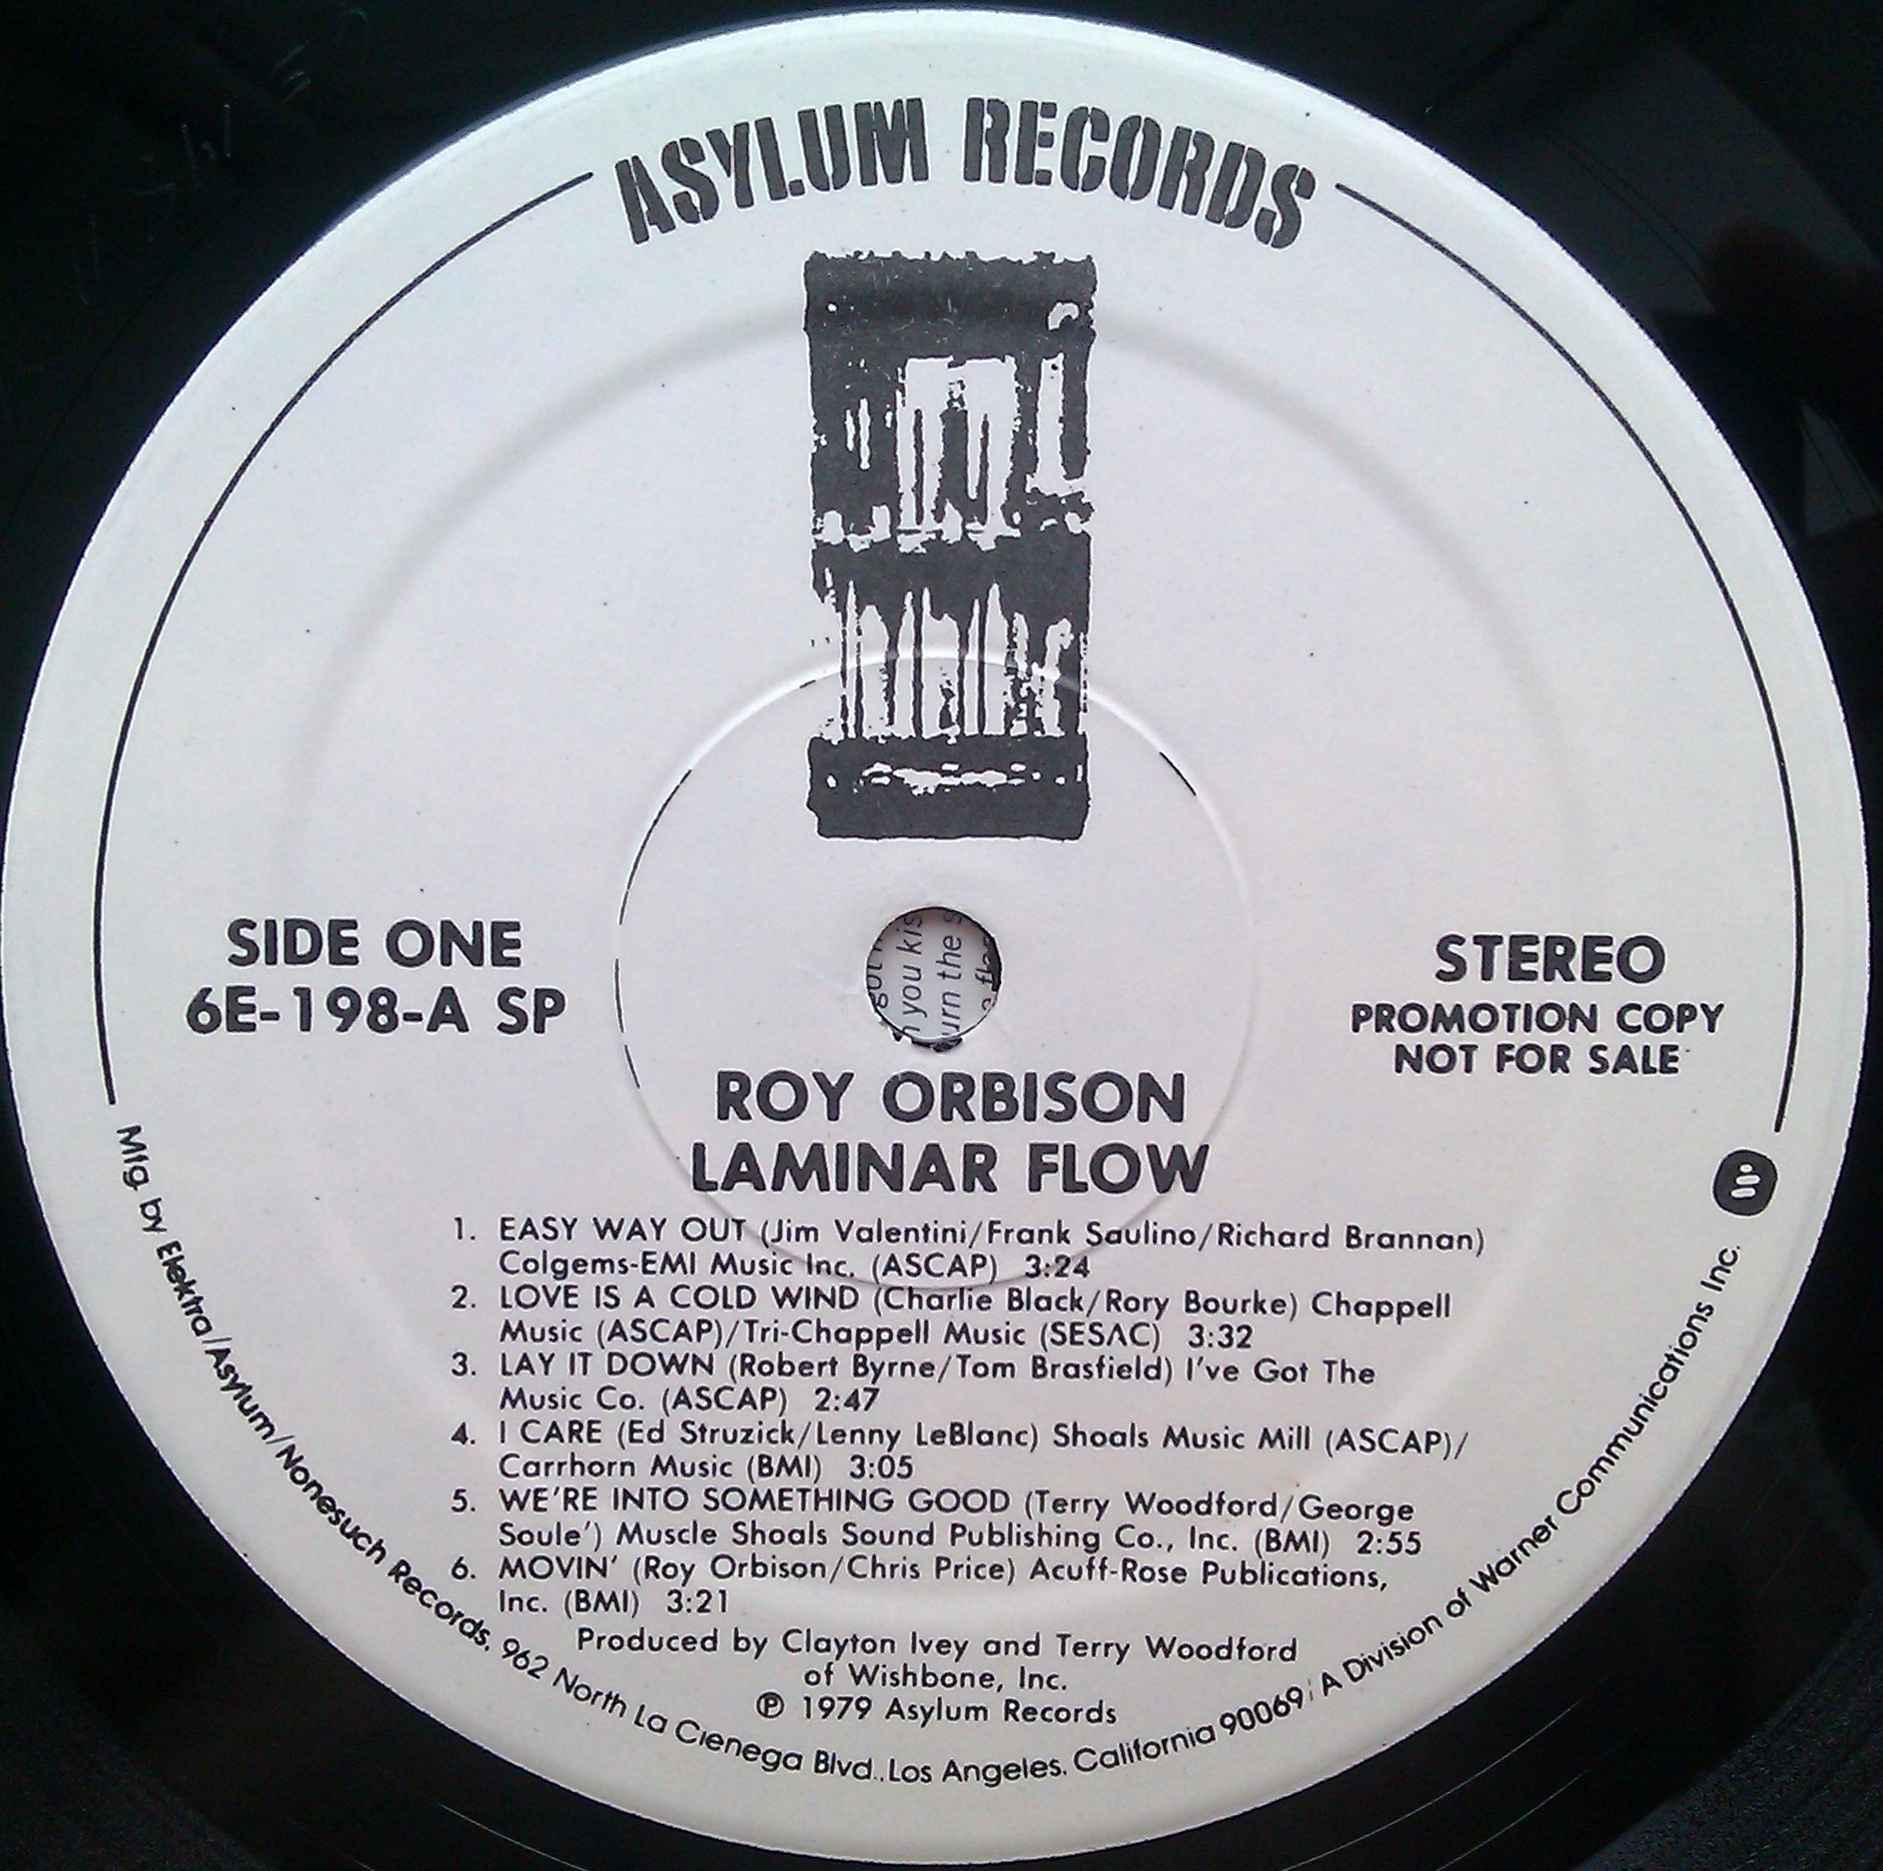 ASYLUM RECORDS
SIDE ONE
6E-198-A SP
STEREO
PROMOTION COPY
NOT FOR SALE
you kis
the
ROY ORBISON
LAMINAR FLOW
1. EASY WAY OUT (Jim Valentini/Frank Saulino/Richard Brannan)
Colgems-EMI Music Inc. (ASCAP) 3:24
2. LOVE IS A COLD WIND (Charlie Black/Rory Bourke) Chappell
Music (ASCAP)/Tri-Chappell Music (SESAC) 3:32
3. LAY IT DOWN (Robert Byrne/Tom Brasfield) I've Got The
Music Co. (ASCAP) 2:47
4. I CARE (Ed Struzick/Lenny LeBlanc) Shoals Music Mill (ASCAP)/
Carrhorn Music (BMI) 3:05
5. WE'RE INTO SOMETHING GOOD (Terry Woodford/George
Soule') Muscle Shoals Sound Publishing Co., Inc. (BMI) 2:55
6. MOVIN' (Roy Orbison/Chris Price) Acuff-Rose Publications,
Inc. (BMI) 3:21
Produced by Clayton Ivey and Terry Woodford
of Wishbone, Inc.
℗ 1979 Asylum Records
Mfg. by Elektra/Asylum/Nonesuch Records. 962 North La Cienega Blvd., Los Angeles. California 90069; A Division of Warner Communications Inc.